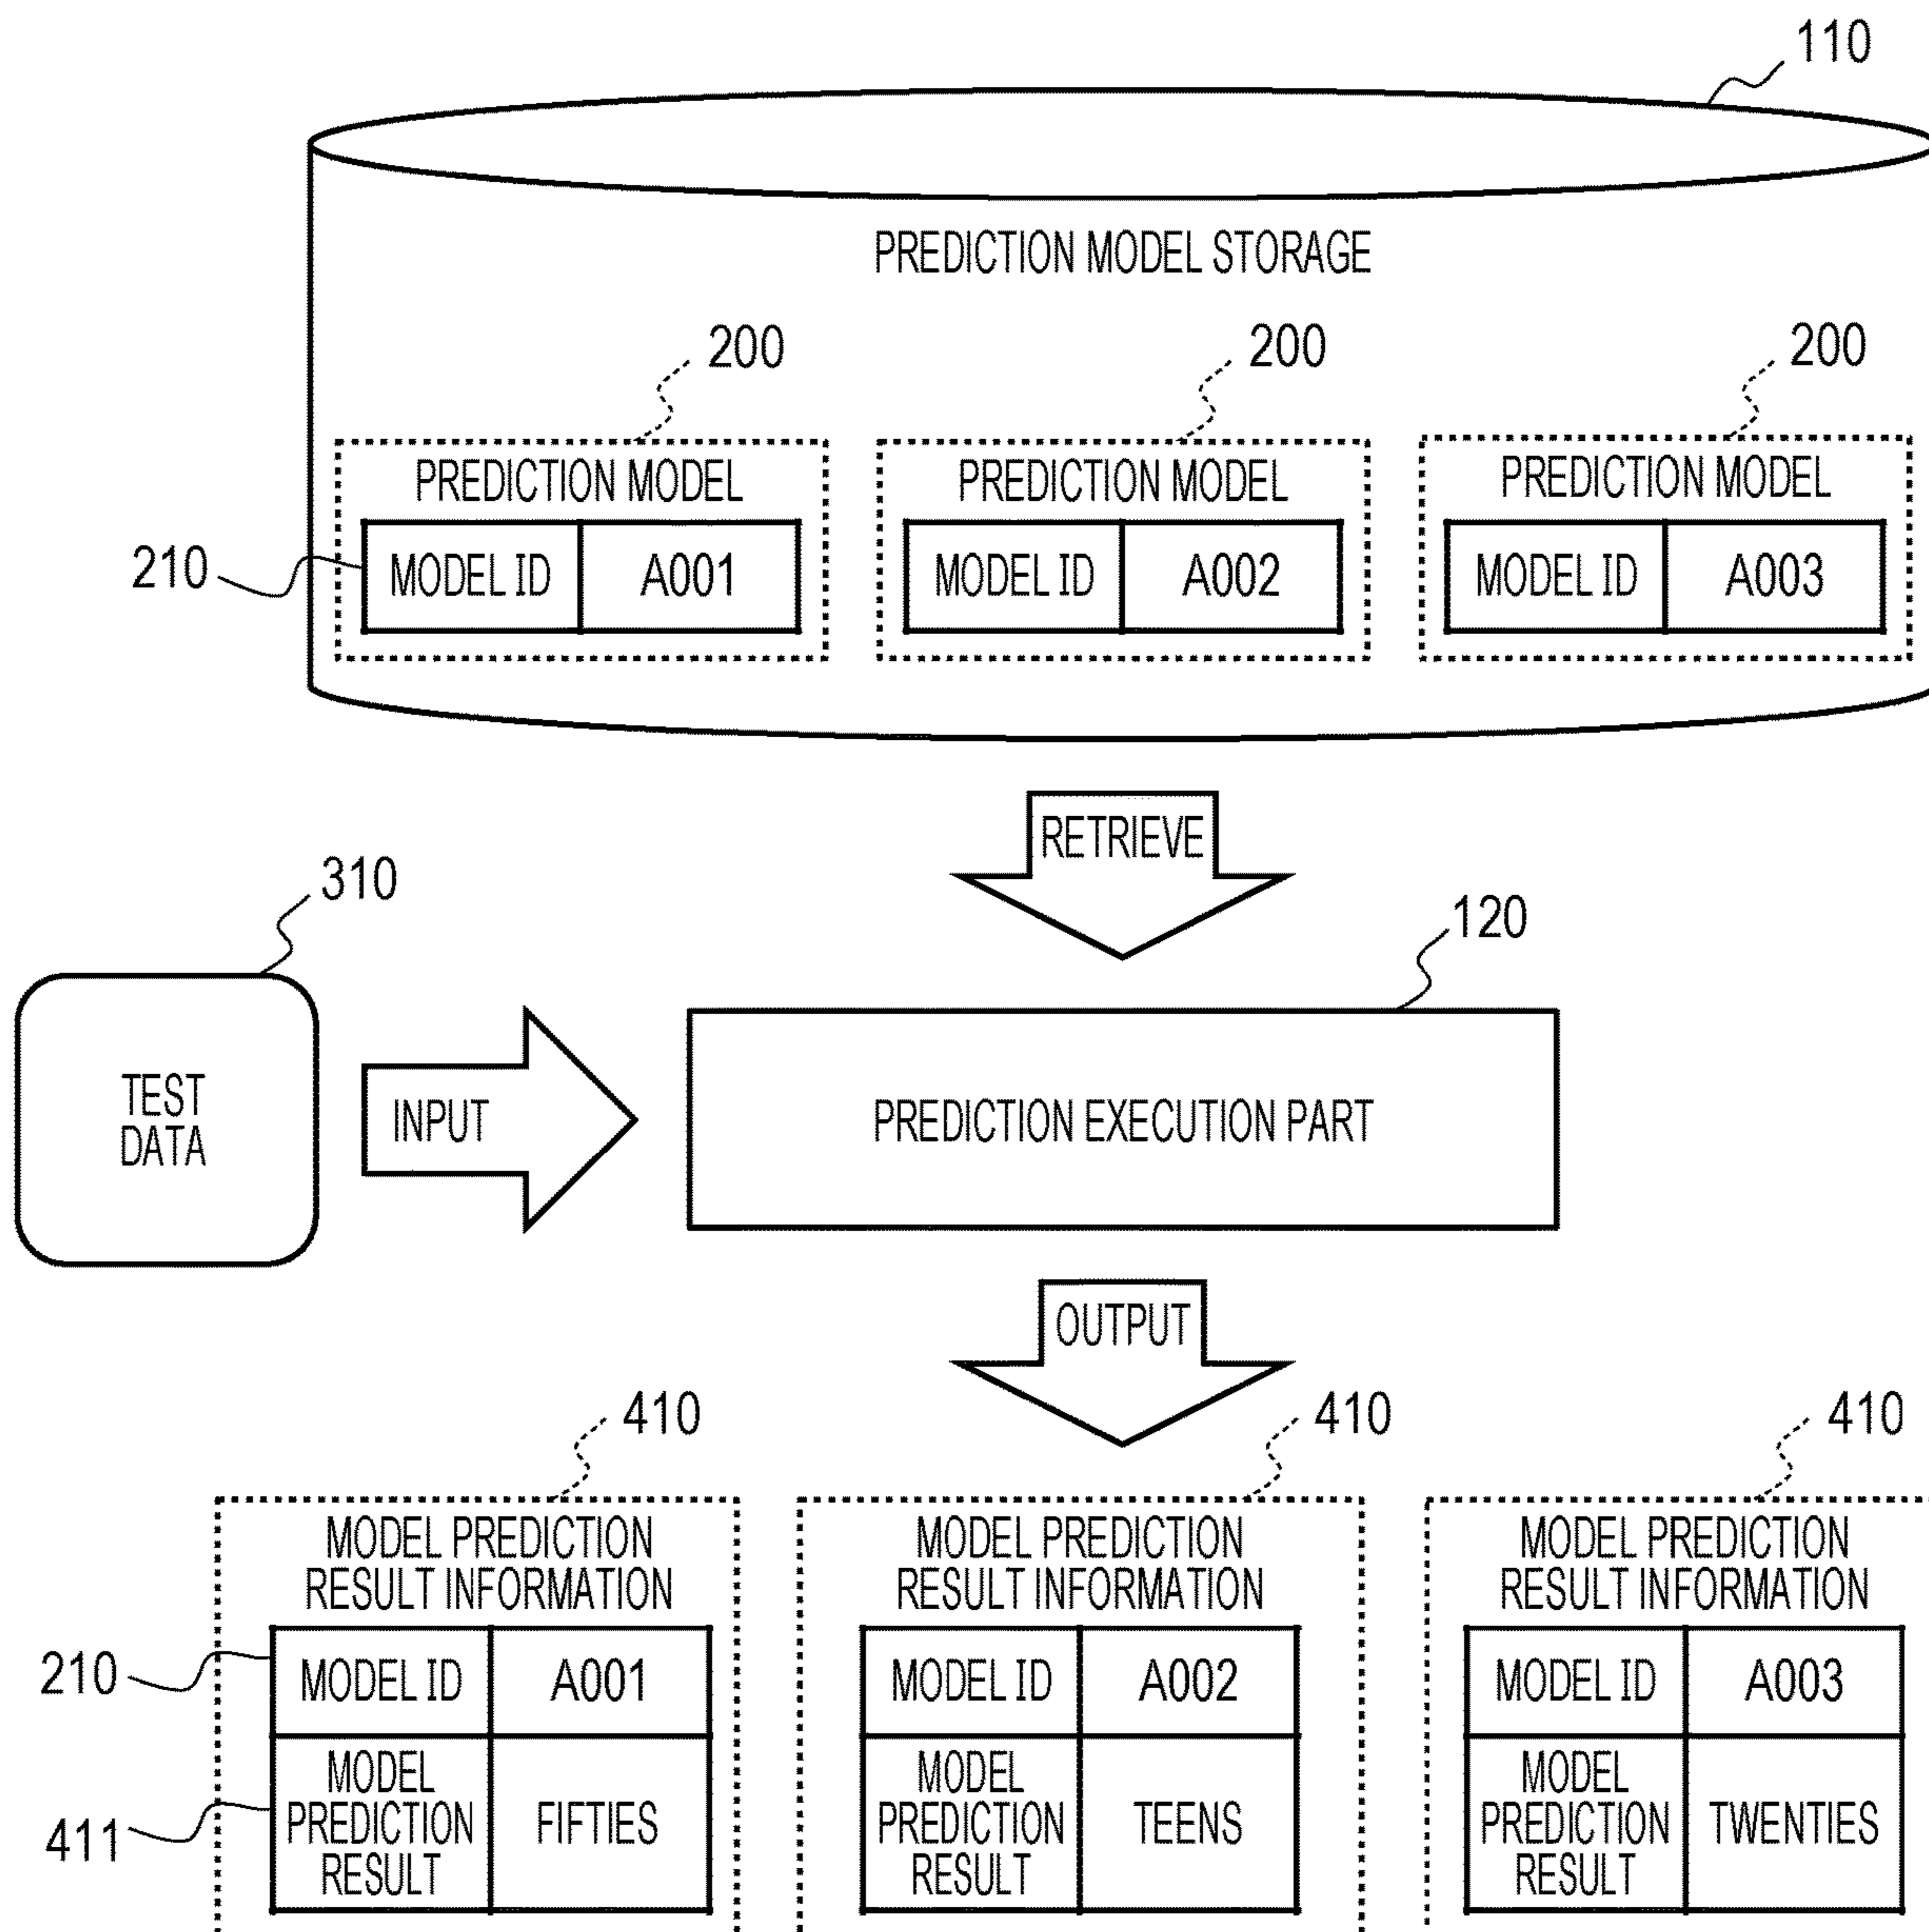 110
PREDICTION MODEL STORAGE
200
200
200
PREDICTION MODEL
PREDICTION MODEL
PREDICTION MODEL
210
MODEL ID
A001
MODEL ID
A002
MODEL ID
A003
RETRIEVE
310
120
TEST
DATA
INPUT
PREDICTION EXECUTION PART
OUTPUT
410
410
410
MODEL PREDICTION
RESULT INFORMATION
MODEL PREDICTION
RESULT INFORMATION
MODEL PREDICTION
RESULT INFORMATION
210
MODEL ID
A001
MODEL ID
A002
MODEL ID
A003
411
MODEL
PREDICTION
RESULT
FIFTIES
MODEL
PREDICTION
RESULT
TEENS
MODEL
PREDICTION
RESULT
TWENTIES